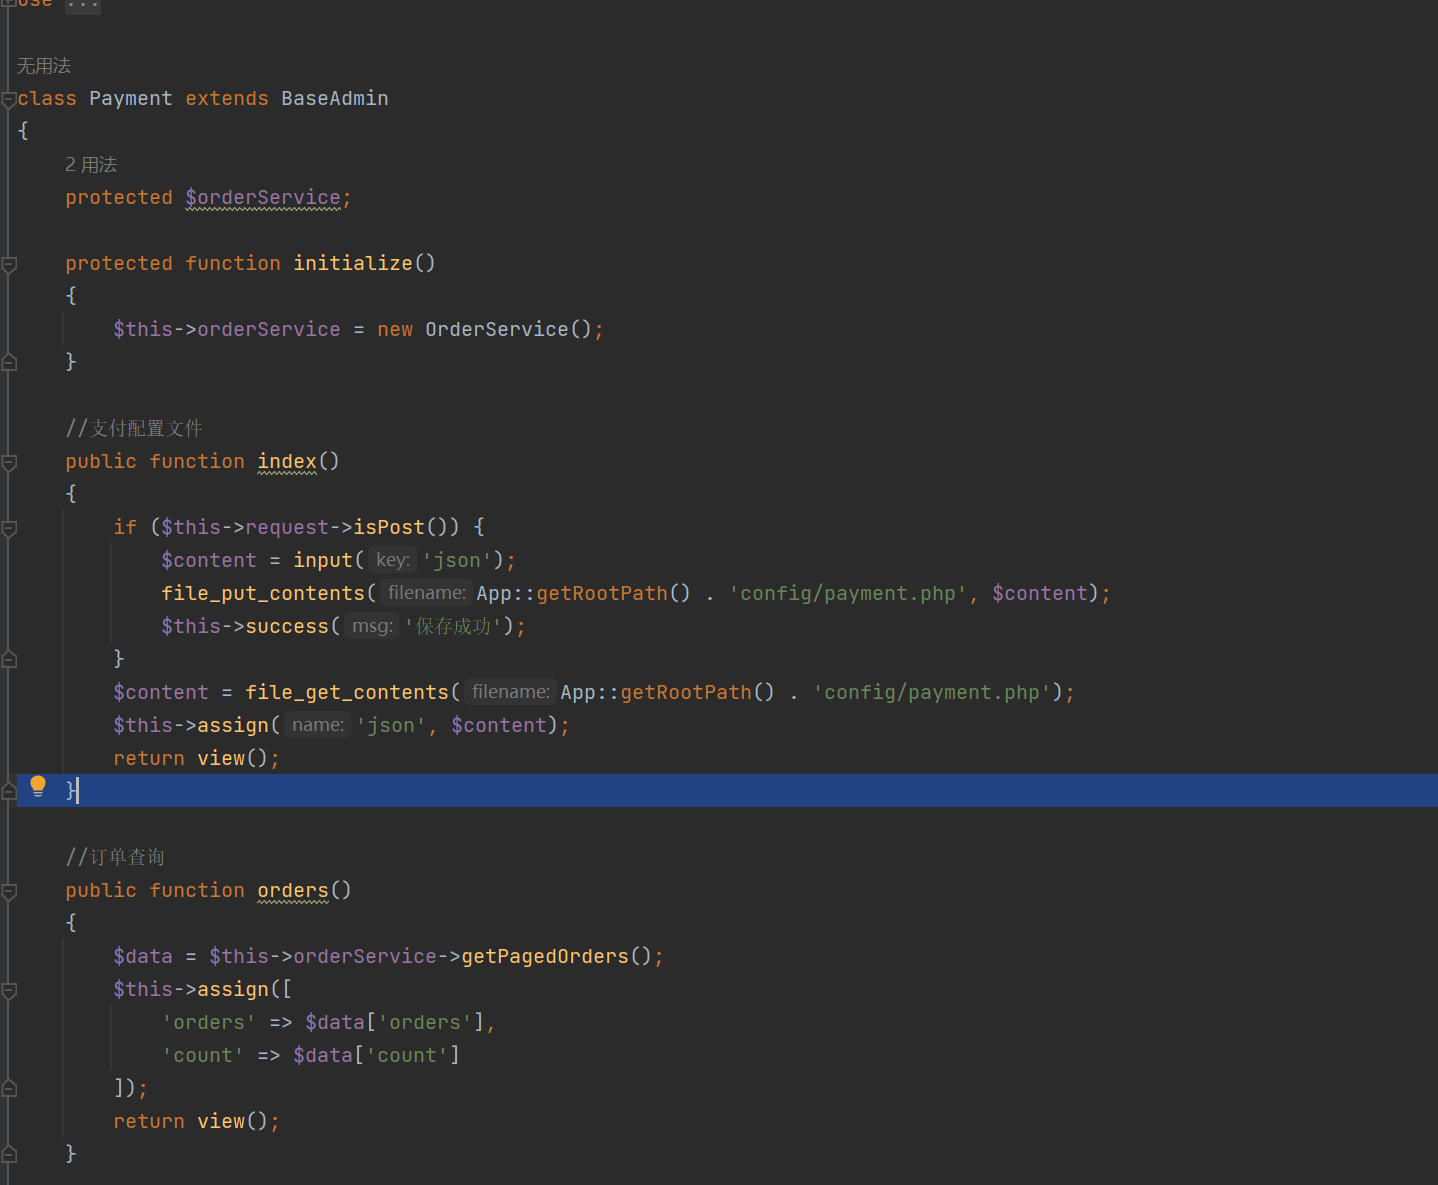 use ...
无用法
class Payment extends BaseAdmin
{
2 用法
protected $orderService;
protected function initialize()
{
$this->orderService = new OrderService();
}
//支付配置文件
public function index()
{
if ($this->request->isPost()) {
$content = input( key: 'json');
file_put_contents( filename: App::getRootPath() . 'config/payment.php', $content);
$this->success( msg: '保存成功');
}
$content = file_get_contents( filename: App::getRootPath() . 'config/payment.php');
$this->assign( name: 'json', $content);
return view();
}
//订单查询
public function orders()
{
$data = $this->orderService->getPagedOrders();
$this->assign([
'orders' => $data['orders'],
'count' => $data['count']
]);
return view();
}